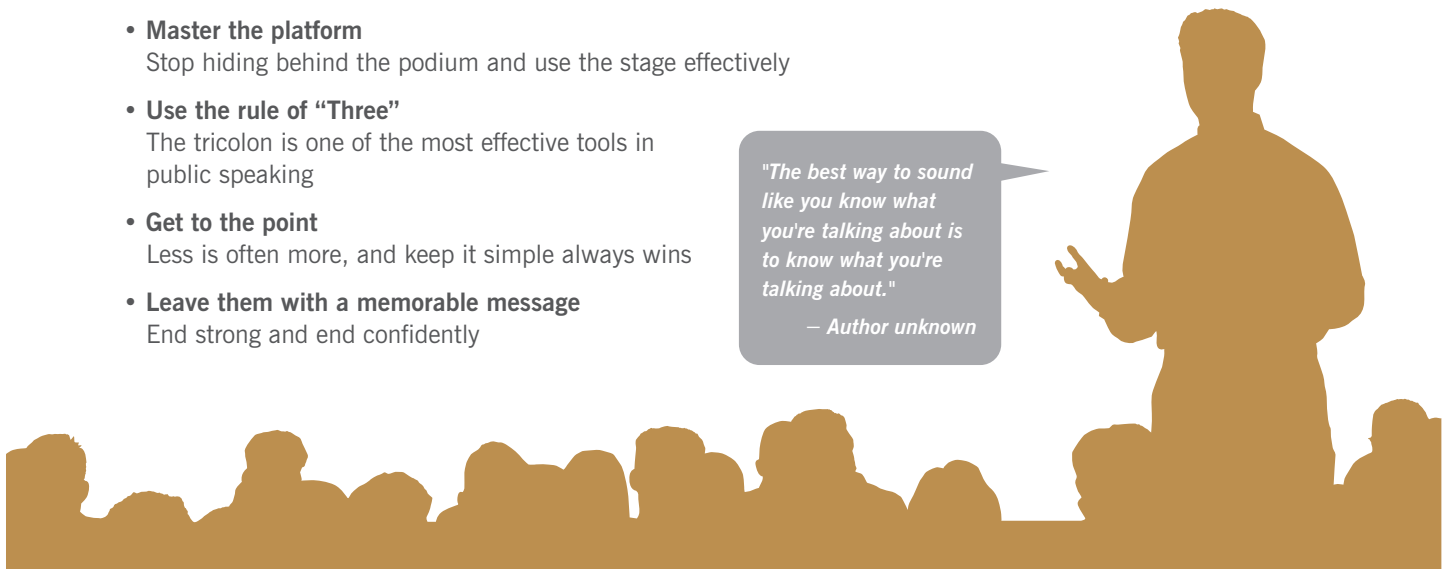 • Master the platform
Stop hiding behind the podium and use the stage effectively
• Use the rule of “Three”
The tricolon is one of the most effective tools in
public speaking
• Get to the point
Less is often more, and keep it simple always wins
• Leave them with a memorable message
End strong and end confidently
"The best way to sound
like you know what
you're talking about is
to know what you're
talking about."
– Author unknown